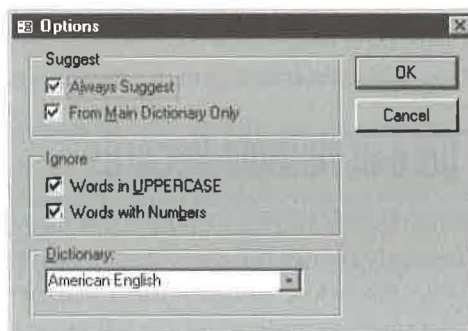 Options
Suggest
Always Suggest
From Main Dictionary Only
OK
Cancel
Ignore
Words in UPPERCASE
Words with Numbers
Dictionary:
American English